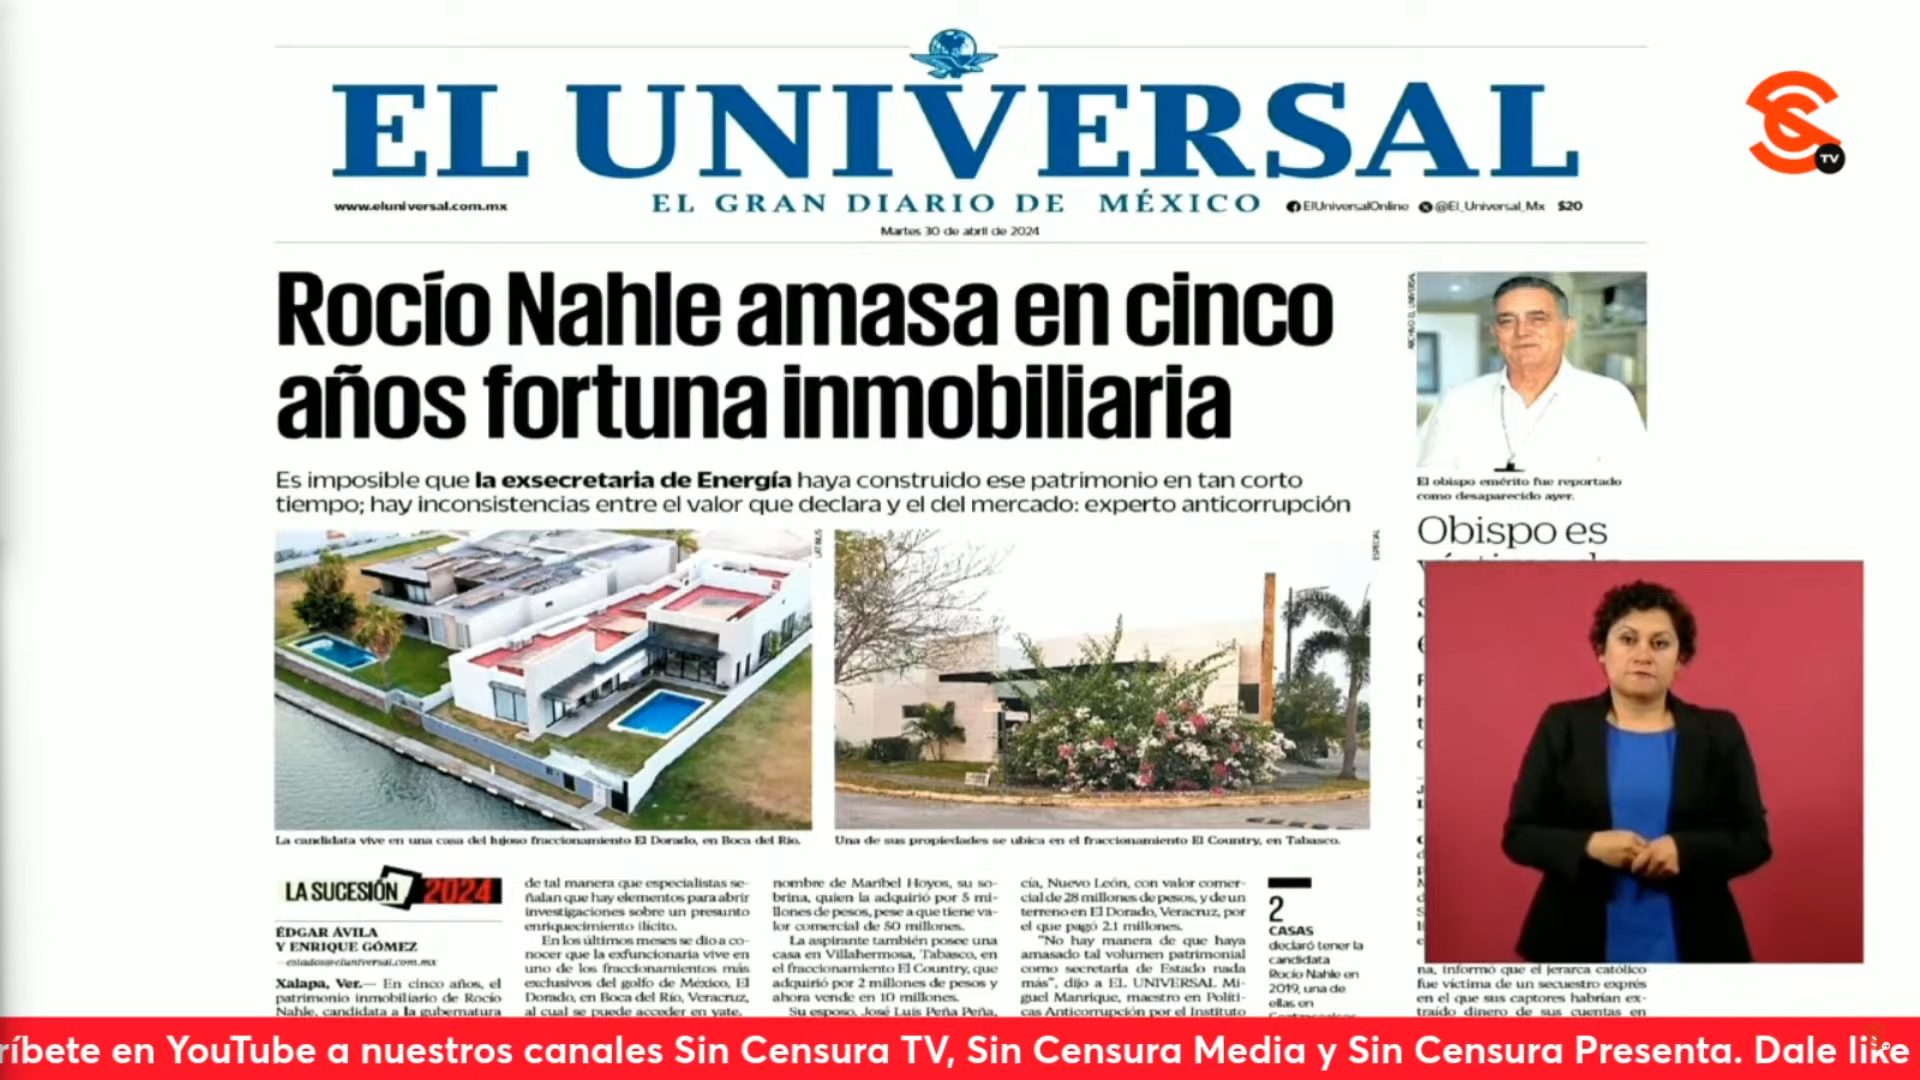 EL UNIVERSAL
TV
www.eluniversal.com.mx
EL GRAN DIARIO DE MÉXICO
ElUniversalOnline @El_Universal_Mx $20
Martes 30 de abril de 2024
Rocío Nahle amasa en cinco
años fortuna inmobiliaria
Es imposible que la exsecretaria de Energía haya construido ese patrimonio en tan corto
tiempo; hay inconsistencias entre el valor que declara y el del mercado: experto anticorrupción
LATINUS
ESPECIAL
La candidata vive en una casa del lujoso fraccionamiento El Dorado, en Boca del Río.
Una de sus propiedades se ubica en el fraccionamiento El Country, en Tabasco.
LA SUCESIÓN 2024
ÉDGAR ÁVILA
Y ENRIQUE GÓMEZ
—estados@eluniversal.com.mx
Xalapa, Ver.— En cinco años, el
patrimonio inmobiliario de Rocío
Nahle, candidata a la gubernatura
de tal manera que especialistas se-
ñalan que hay elementos para abrir
investigaciones sobre un presunto
enriquecimiento ilícito.
En los últimos meses se dio a co-
nocer que la exfuncionaria vive en
uno de los fraccionamientos más
exclusivos del golfo de México, El
Dorado, en Boca del Río, Veracruz,
al cual se puede acceder en yate.
nombre de Maribel Hoyos, su so-
brina, quien la adquirió por 5 mi-
llones de pesos, pese a que tiene va-
lor comercial de 50 millones.
La aspirante también posee una
casa en Villahermosa, Tabasco, en
el fraccionamiento El Country, que
adquirió por 2 millones de pesos y
ahora vende en 10 millones.
Su esposo, José Luis Peña Peña,
cía, Nuevo León, con valor comer-
cial de 28 millones de pesos, y de un
terreno en El Dorado, Veracruz, por
el que pagó 2.1 millones.
"No hay manera de que haya
amasado tal volumen patrimonial
como secretaria de Estado nada
más", dijo a EL UNIVERSAL Mi-
guel Manrique, maestro en Políti-
cas Anticorrupción por el Instituto
2
CASAS
declaró tener la
candidata
Rocío Nahle en
2019, una de
ellas en
ARCHIVO EL UNIVERSAL
El obispo emérito fue reportado
como desaparecido ayer.
Obispo es
na, informó que el jerarca católico
fue víctima de un secuestro exprés
en el que sus captores habrían ex-
traído dinero de sus cuentas en
ríbete en YouTube a nuestros canales Sin Censura TV, Sin Censura Media y Sin Censura Presenta. Dale like